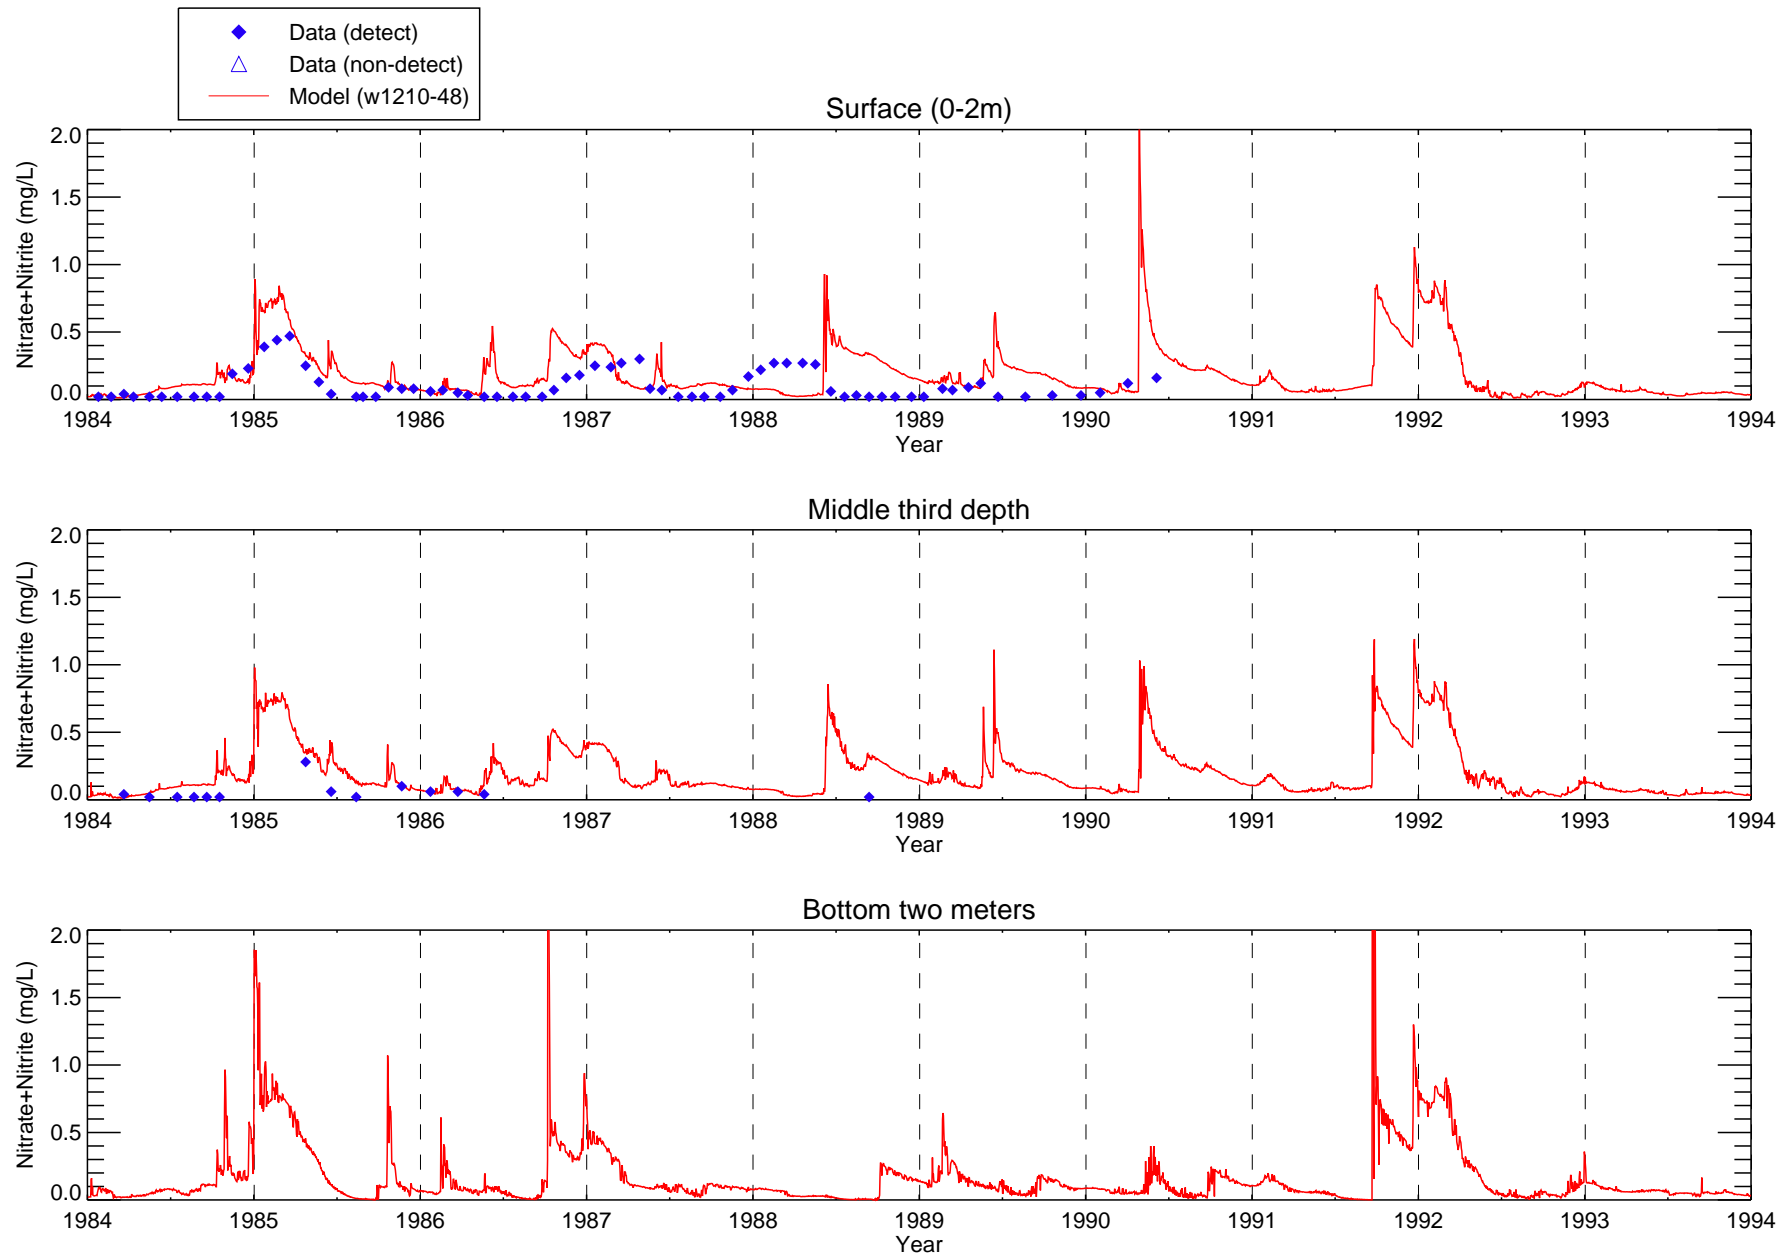 Data (detect)
Data (non-detect)
Model (w1210-48)
Surface (0-2m)
Nitrate+Nitrite (mg/L)
2.0
1.5
1.0
0.5
0.0
1984 1985 1986 1987 1988 1989 1990 1991 1992 1993 1994
Year
Middle third depth
Nitrate+Nitrite (mg/L)
2.0
1.5
1.0
0.5
0.0
1984 1985 1986 1987 1988 1989 1990 1991 1992 1993 1994
Year
Bottom two meters
Nitrate+Nitrite (mg/L)
2.0
1.5
1.0
0.5
0.0
1984 1985 1986 1987 1988 1989 1990 1991 1992 1993 1994
Year